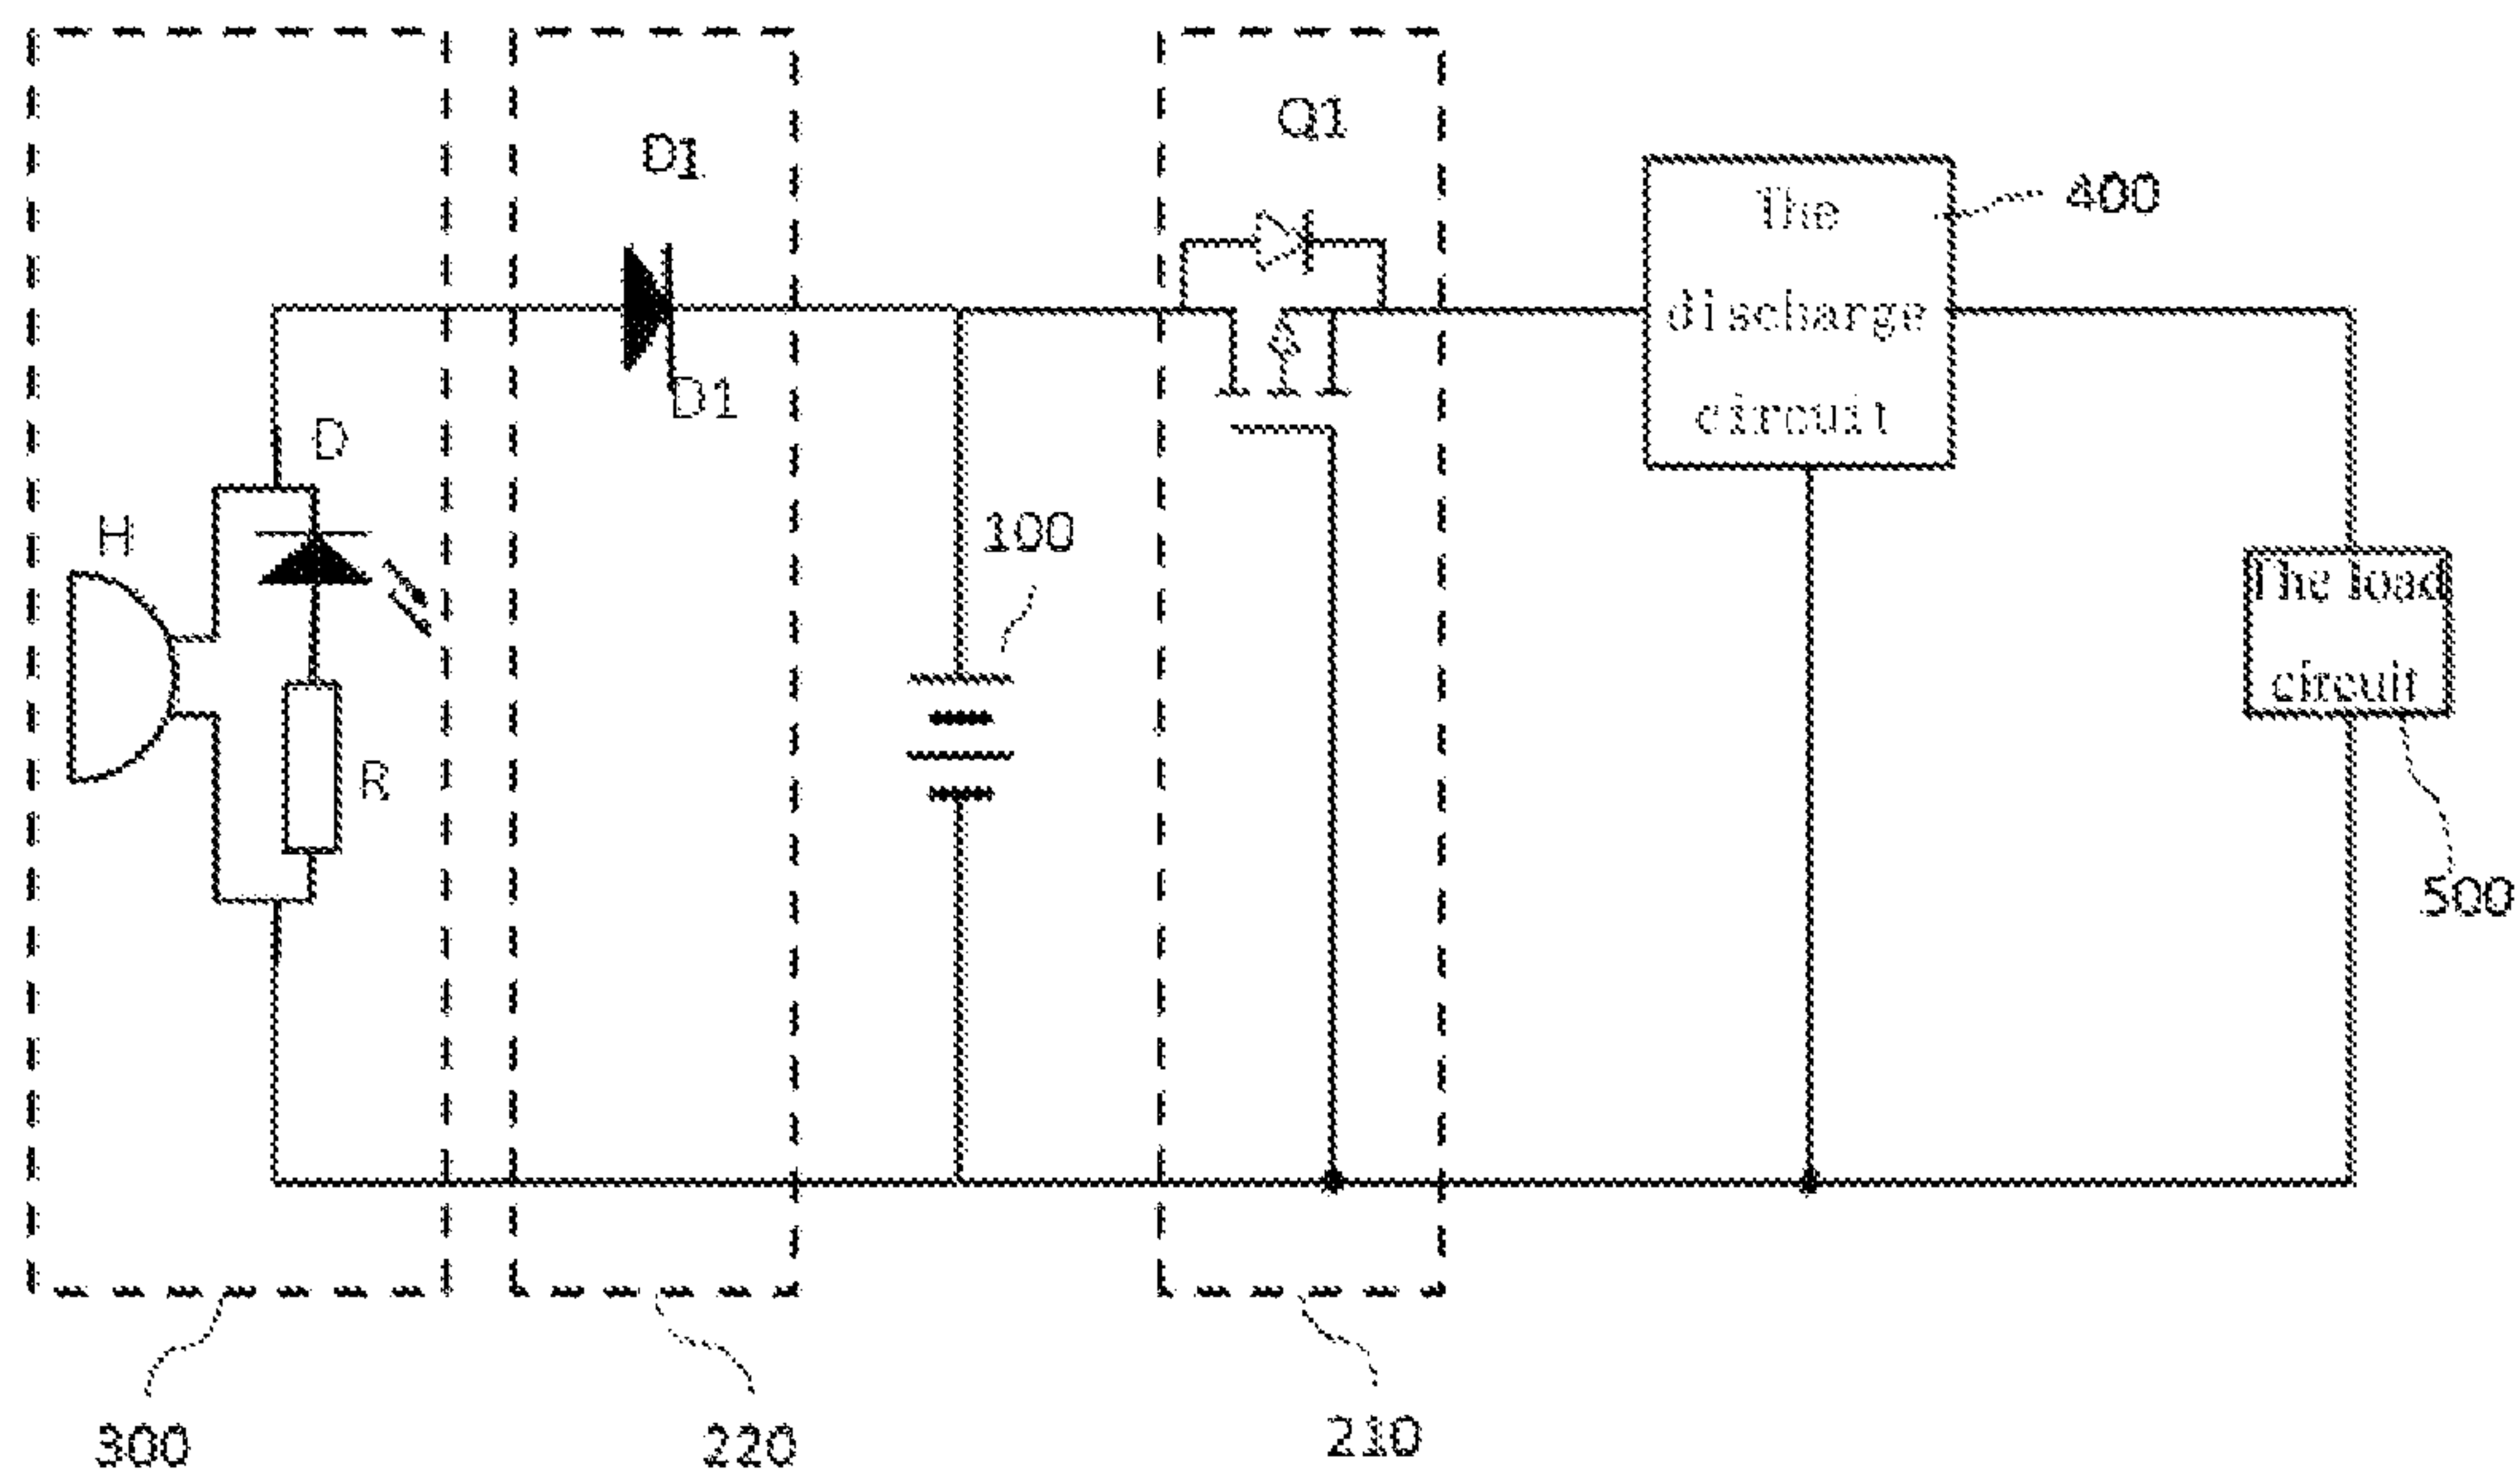 Q1
D1
The
discharge
circuit
400
D1
D
H
100
The load
circuit
R
500
300
220
210